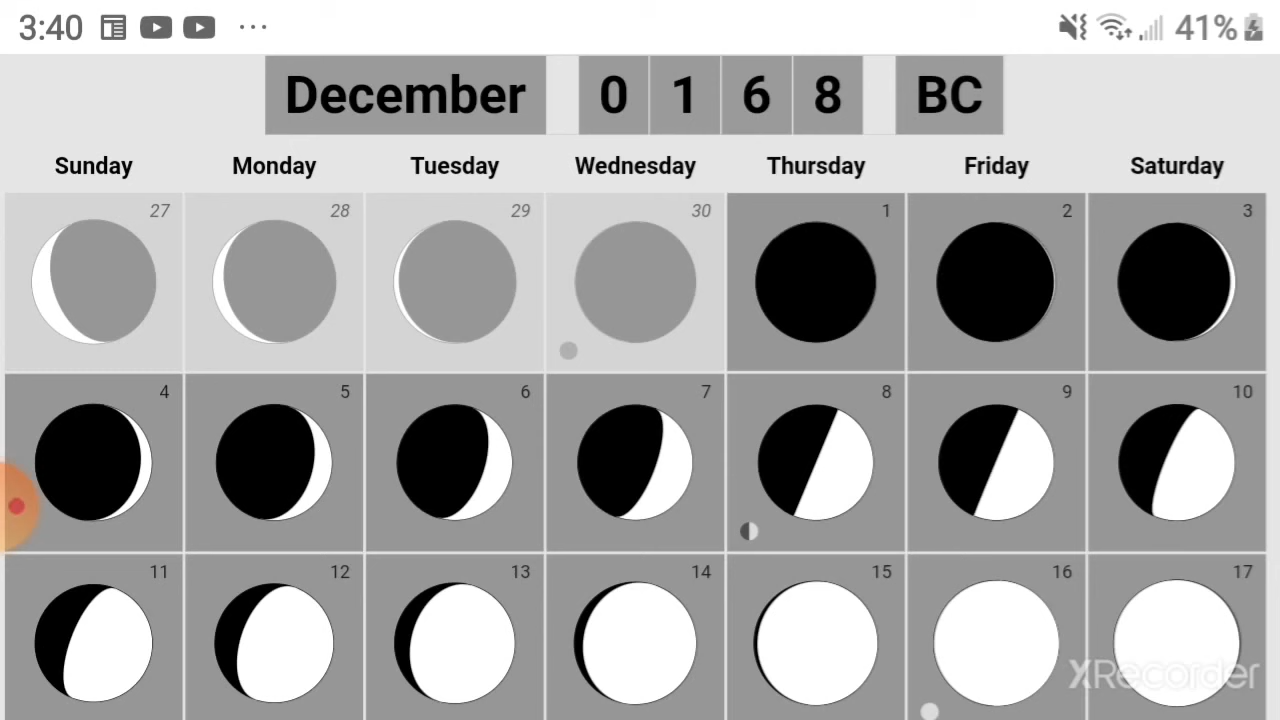 3:40 ... 41%
December 0 1 6 8 BC
Sunday Monday Tuesday Wednesday Thursday Friday Saturday
27 28 29 30 1 2 3
4 5 6 7 8 9 10
11 12 13 14 15 16 17
XRecorder